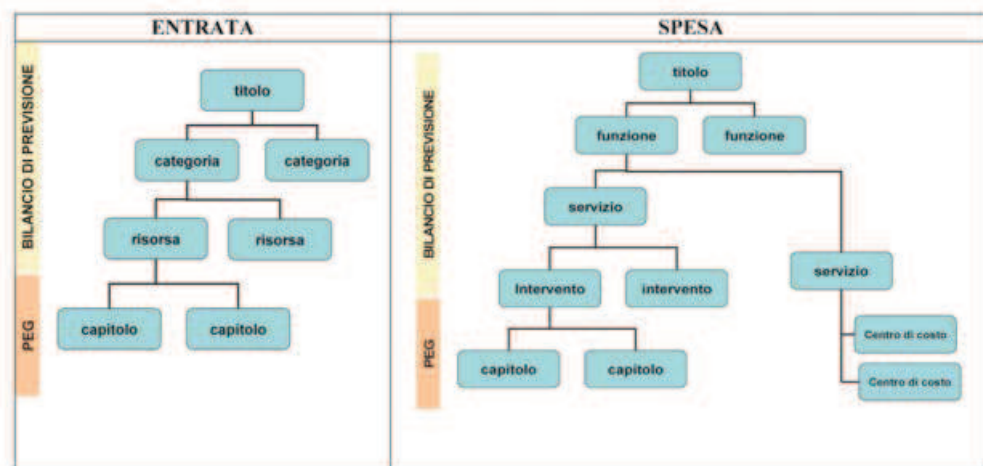 ENTRATA
BILANCIO DI PREVISIONE
PEG
titolo
categoria categoria
risorsa risorsa
capitolo capitolo
SPESA
BILANCIO DI PREVISIONE
PEG
titolo
funzione funzione
servizio
servizio
Intervento intervento
Centro di costo
capitolo capitolo
Centro di costo